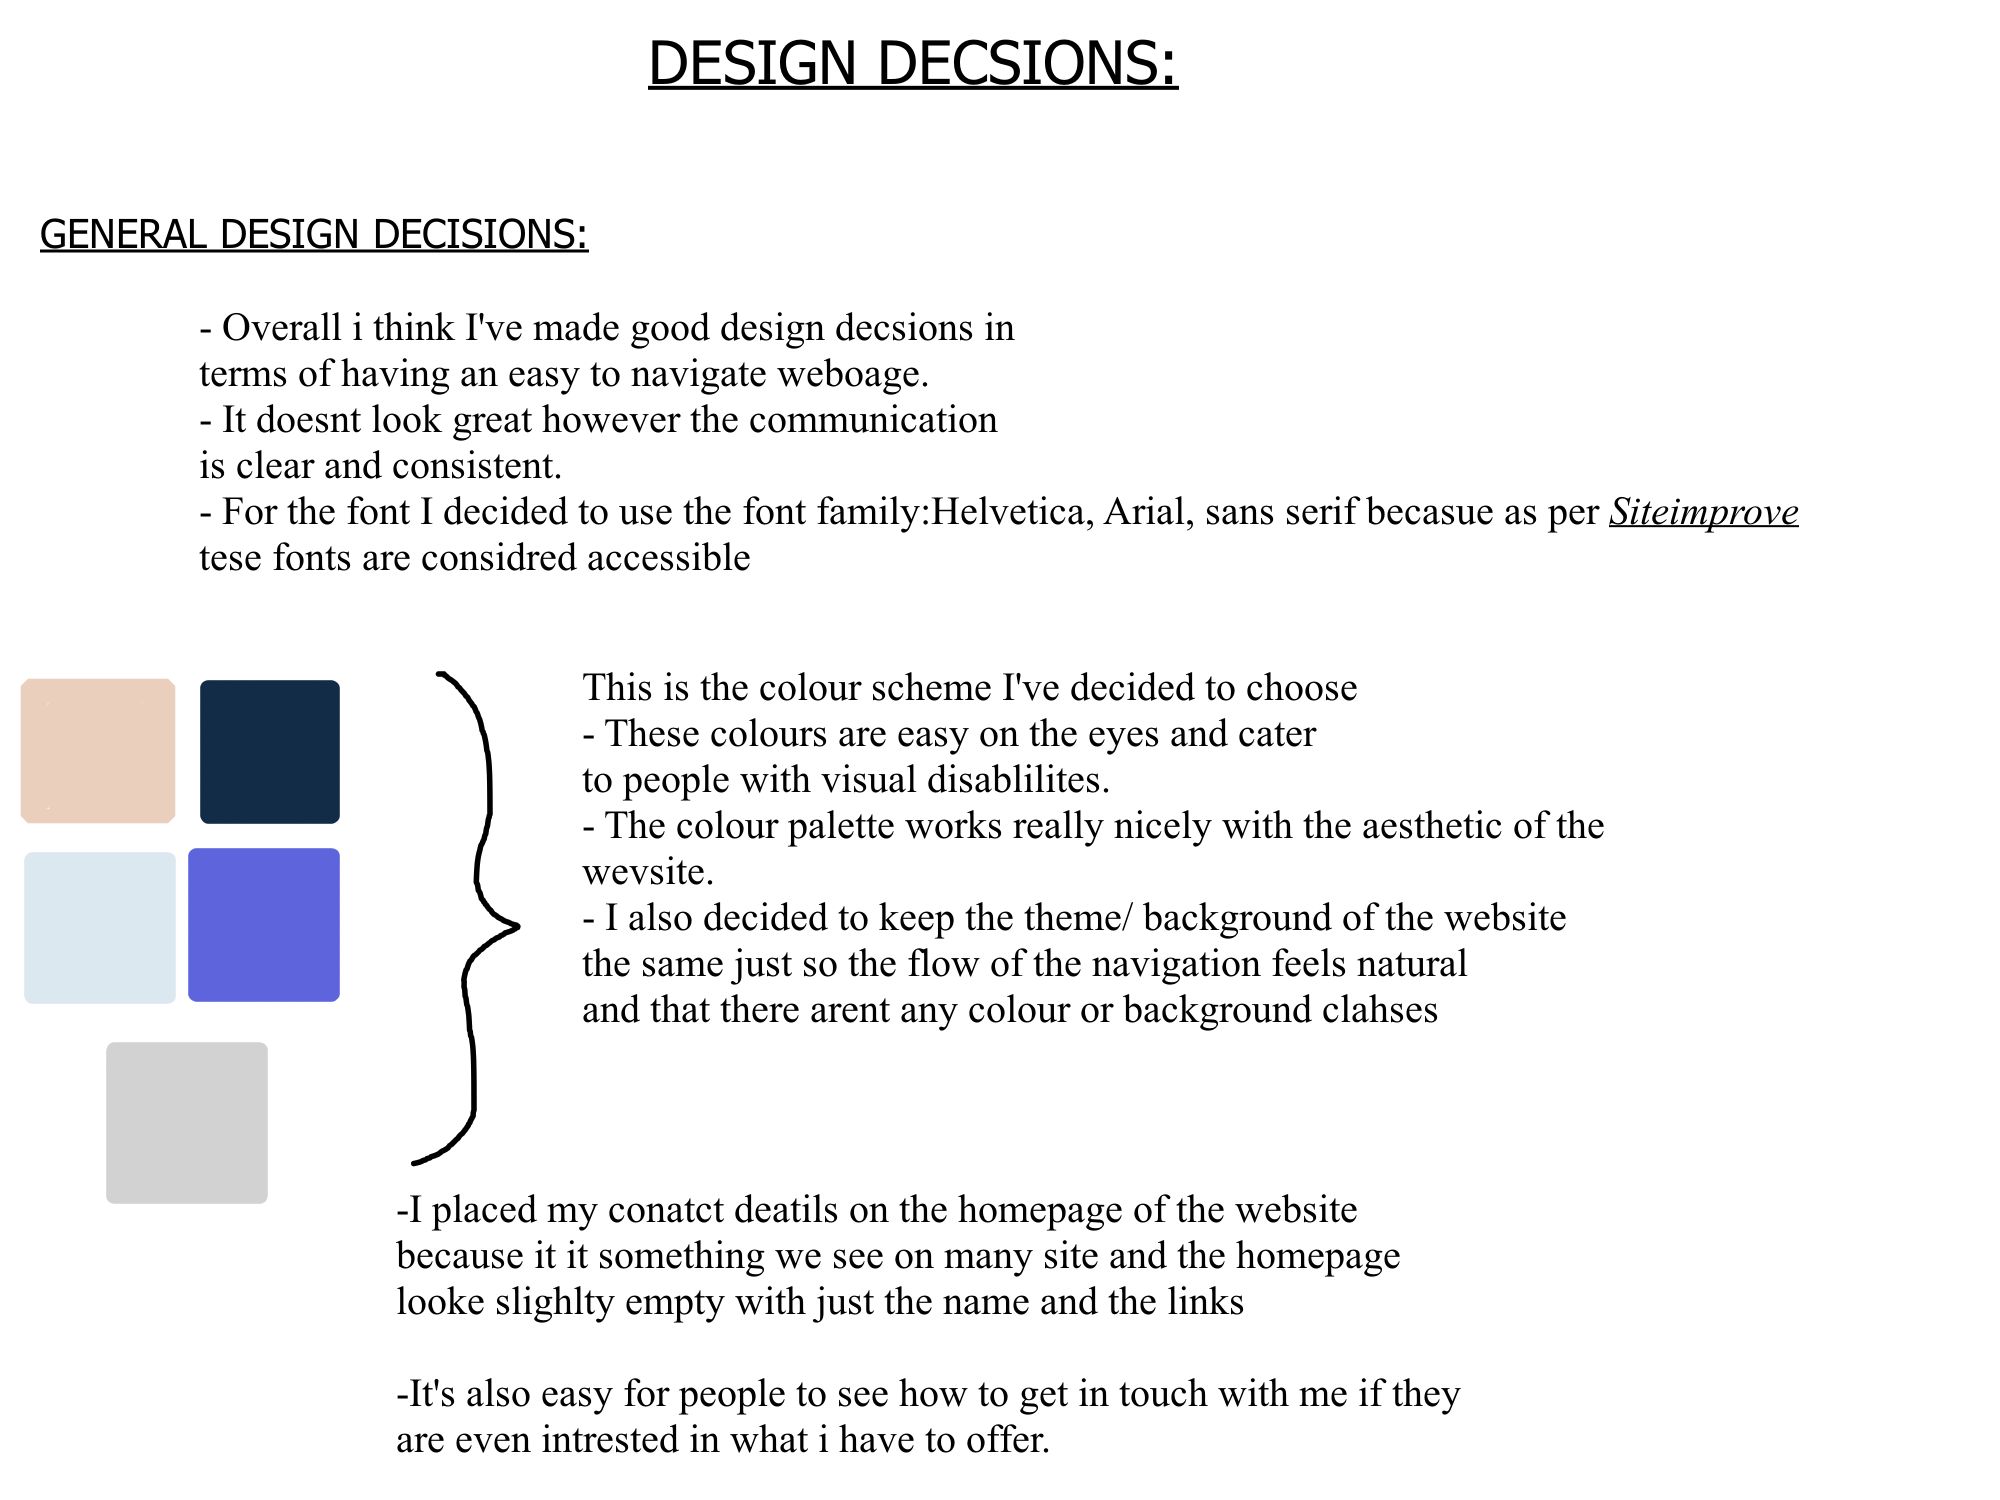 DESIGN DECSIONS:
GENERAL DESIGN DECISIONS:
- Overall i think I've made good design decsions in
terms of having an easy to navigate weboage.
- It doesnt look great however the communication
is clear and consistent.
- For the font I decided to use the font family:Helvetica, Arial, sans serif becasue as per Siteimprove
tese fonts are considred accessible
This is the colour scheme I've decided to choose
- These colours are easy on the eyes and cater
to people with visual disablilites.
- The colour palette works really nicely with the aesthetic of the
wevsite.
- I also decided to keep the theme/ background of the website
the same just so the flow of the navigation feels natural
and that there arent any colour or background clahses
-I placed my conatct deatils on the homepage of the website
because it it something we see on many site and the homepage
looke slighlty empty with just the name and the links
-It's also easy for people to see how to get in touch with me if they
are even intrested in what i have to offer.